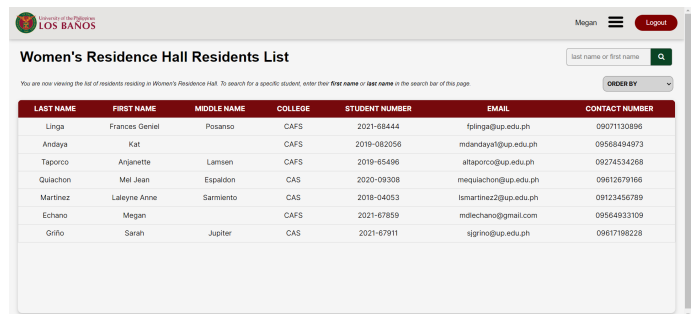 University of the Philippines
LOS BAÑOS
Megan
Logout
Women's Residence Hall Residents List
last name or first name
You are now viewing the list of residents residing in Women's Residence Hall. To search for a specific student, enter their first name or last name in the search bar of this page.
ORDER BY
LAST NAME FIRST NAME MIDDLE NAME COLLEGE STUDENT NUMBER EMAIL CONTACT NUMBER
Linga Frances Geniel Posanso CAFS 2021-68444 fplinga@up.edu.ph 09071130896
Andaya Kat CAFS 2019-082056 mdandaya1@up.edu.ph 09568494973
Taporco Anjanette Lamsen CAFS 2019-65496 altaporco@up.edu.ph 09274534268
Quiachon Mel Jean Espaldon CAS 2020-09308 mequiachon@up.edu.ph 09612679166
Martinez Laleyne Anne Sarmiento CAS 2018-04053 lsmartinez2@up.edu.ph 09123456789
Echano Megan CAFS 2021-67859 mdlechano@gmail.com 09564933109
Griño Sarah Jupiter CAS 2021-67911 sjgrino@up.edu.ph 09617198228